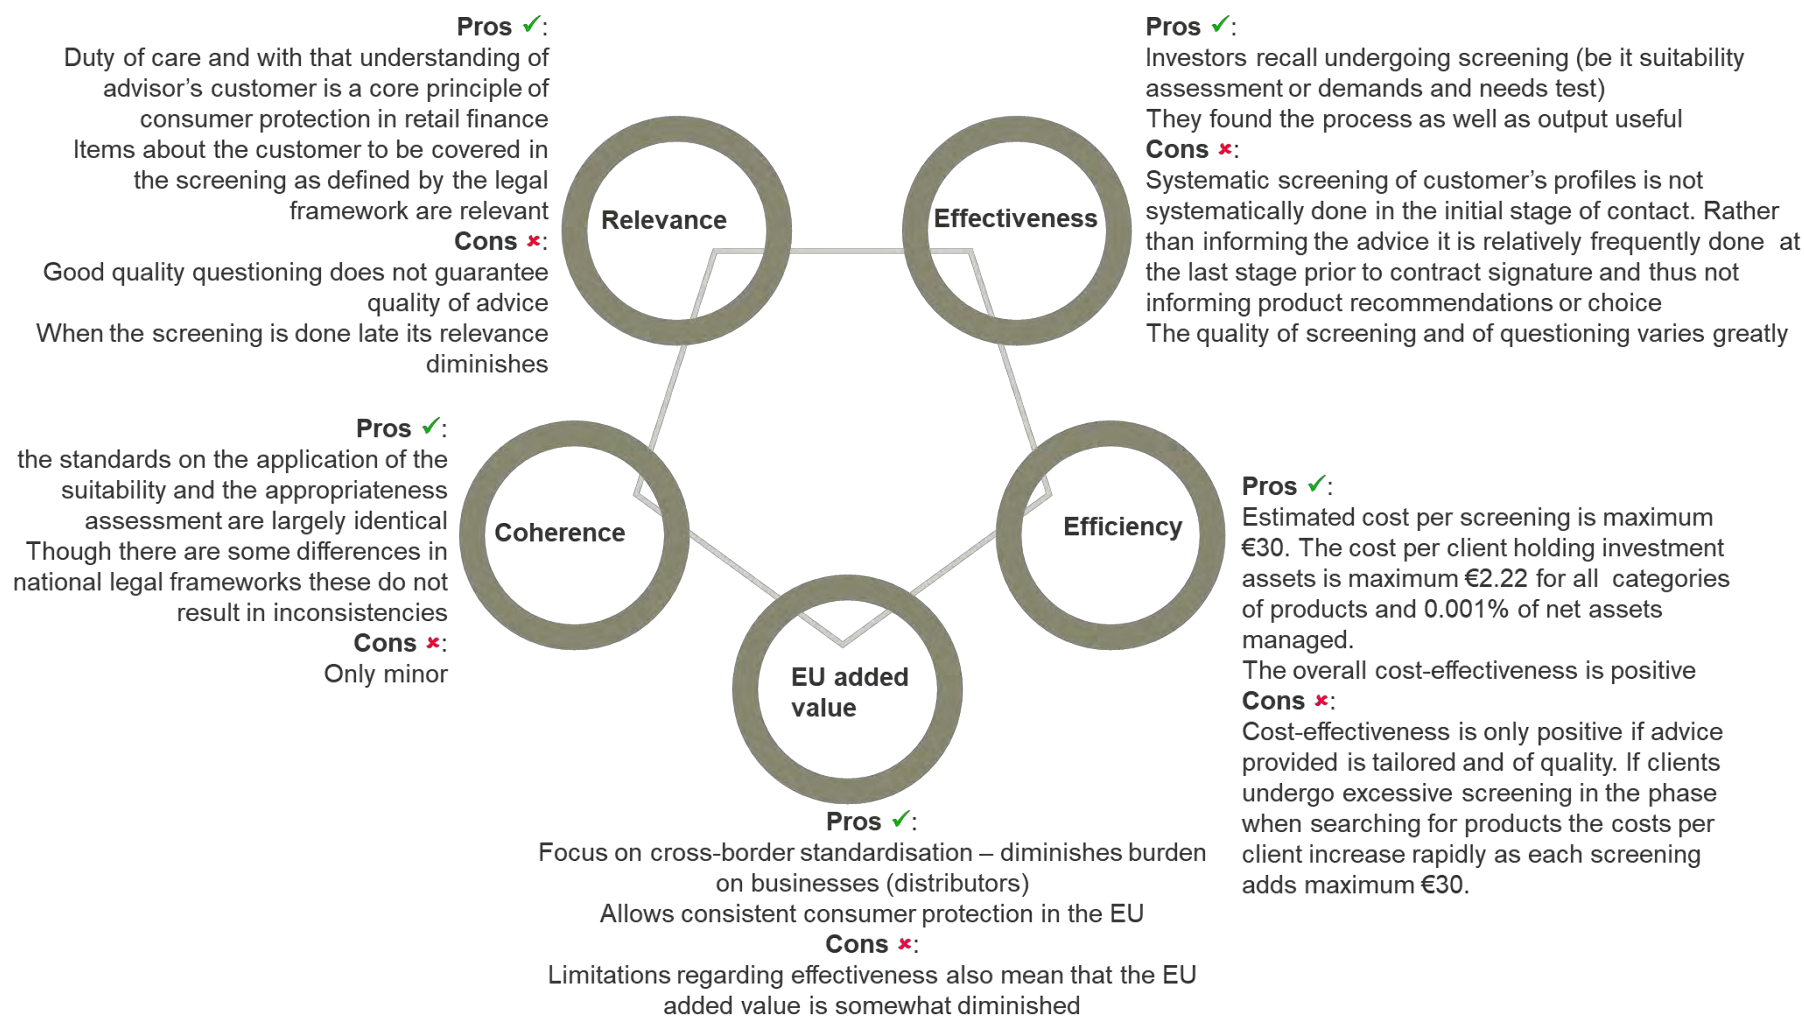 Pros ✓:
Duty of care and with that understanding of
advisor’s customer is a core principle of
consumer protection in retail finance
Items about the customer to be covered in
the screening as defined by the legal
framework are relevant
Cons ✘:
Good quality questioning does not guarantee
quality of advice
When the screening is done late its relevance
diminishes
Relevance
Pros ✓:
Investors recall undergoing screening (be it suitability
assessment or demands and needs test)
They found the process as well as output useful
Cons ✘:
Systematic screening of customer’s profiles is not
systematically done in the initial stage of contact. Rather
than informing the advice it is relatively frequently done at
the last stage prior to contract signature and thus not
informing product recommendations or choice
The quality of screening and of questioning varies greatly
Effectiveness
Pros ✓:
the standards on the application of the
suitability and the appropriateness
assessment are largely identical
Though there are some differences in
national legal frameworks these do not
result in inconsistencies
Cons ✘:
Only minor
Coherence
Efficiency
Pros ✓:
Estimated cost per screening is maximum
€30. The cost per client holding investment
assets is maximum €2.22 for all categories
of products and 0.001% of net assets
managed.
The overall cost-effectiveness is positive
Cons ✘:
Cost-effectiveness is only positive if advice
provided is tailored and of quality. If clients
undergo excessive screening in the phase
when searching for products the costs per
client increase rapidly as each screening
adds maximum €30.
EU added
value
Pros ✓:
Focus on cross-border standardisation – diminishes burden
on businesses (distributors)
Allows consistent consumer protection in the EU
Cons ✘:
Limitations regarding effectiveness also mean that the EU
added value is somewhat diminished